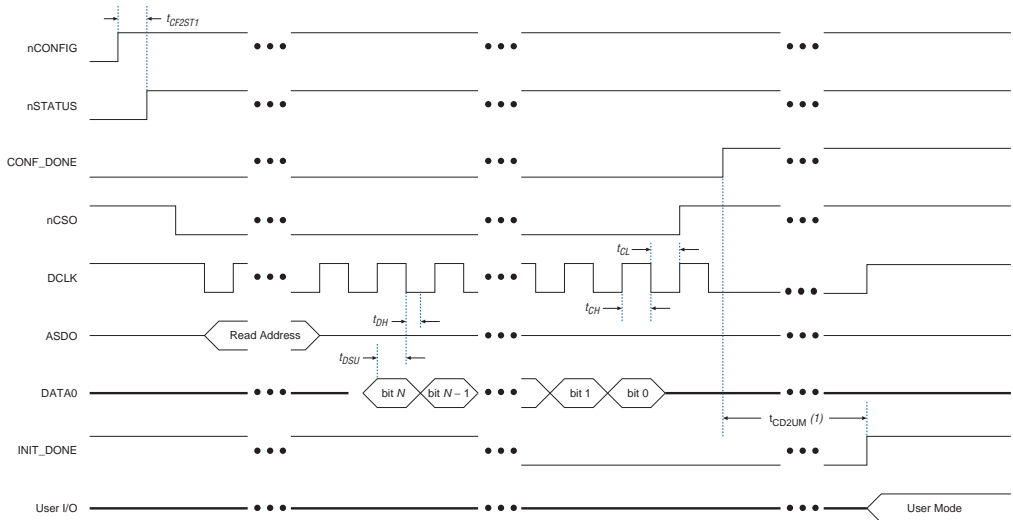 t_CF2ST1
nCONFIG
nSTATUS
CONF_DONE
nCSO
t_CL
DCLK
t_CH
t_DH
ASDO
Read Address
t_DSU
DATA0
bit N
bit N – 1
bit 1
bit 0
t_CD2UM (1)
INIT_DONE
User I/O
User Mode